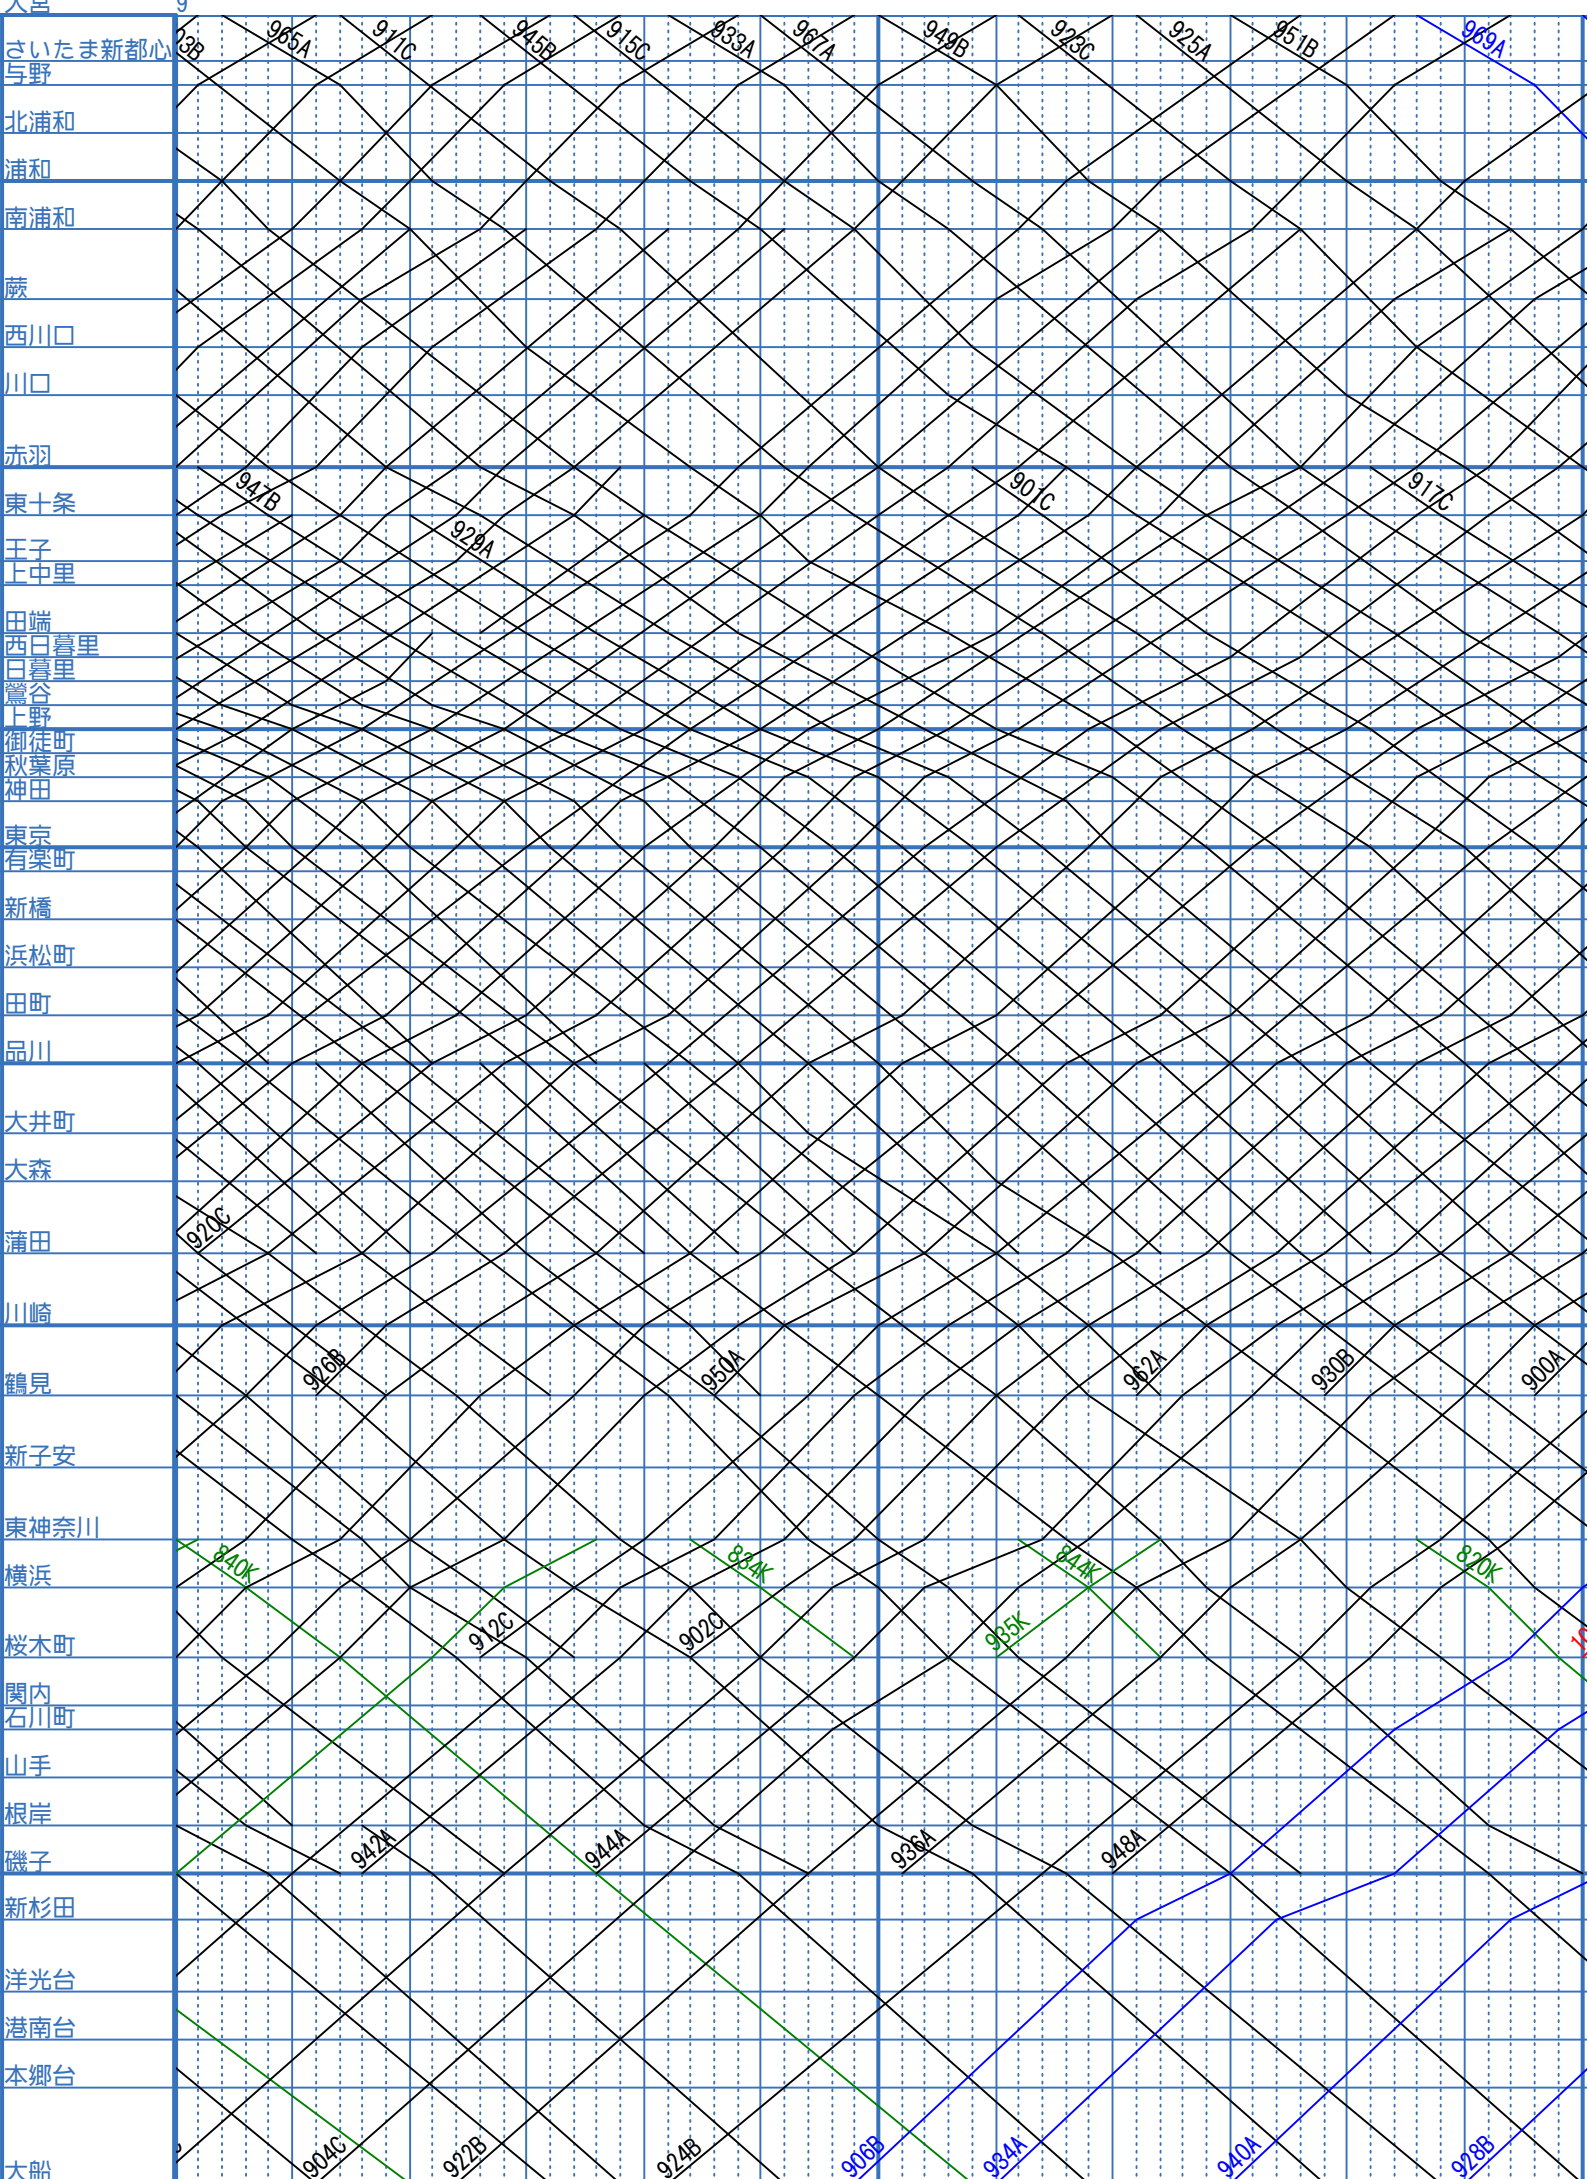 大宮 9
さいたま新都心 03B 965A 911C 945B 915C 933A 967A 949B 923C 925A 951B 969A
与野
北浦和
浦和
南浦和
蕨
西川口
川口
赤羽
東十条 947B 901C 917C
王子 929A
上中里
田端
西日暮里
日暮里
鶯谷
上野
御徒町
秋葉原
神田
東京
有楽町
新橋
浜松町
田町
品川
大井町
大森
蒲田 920C
川崎
鶴見 926B 950A 962A 930B 900A
新子安
東神奈川
横浜 840K 834K 844K 820K
桜木町 912C 902C 935K 10
関内
石川町
山手
根岸
磯子 942A 944A 936A 948A
新杉田
洋光台
港南台
本郷台
大船 904C 922B 924B 906B 934A 940A 928B